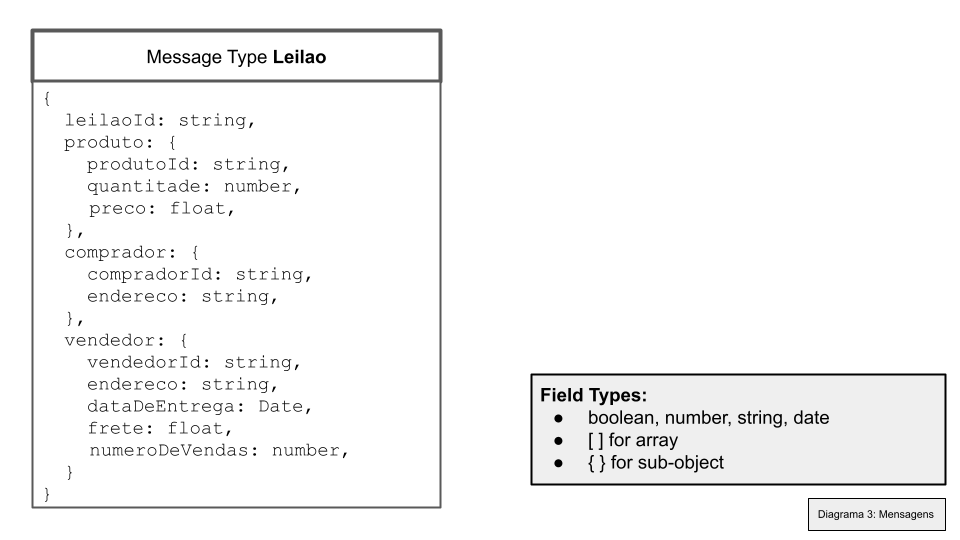 Message Type Leilao
{
leilaoId: string,
produto: {
produtoId: string,
quantitade: number,
preco: float,
},
comprador: {
compradorId: string,
endereco: string,
},
vendedor: {
vendedorId: string,
endereco: string,
dataDeEntrega: Date,
frete: float,
numeroDeVendas: number,
}
}
Field Types:
● boolean, number, string, date
● [ ] for array
● { } for sub-object
Diagrama 3: Mensagens